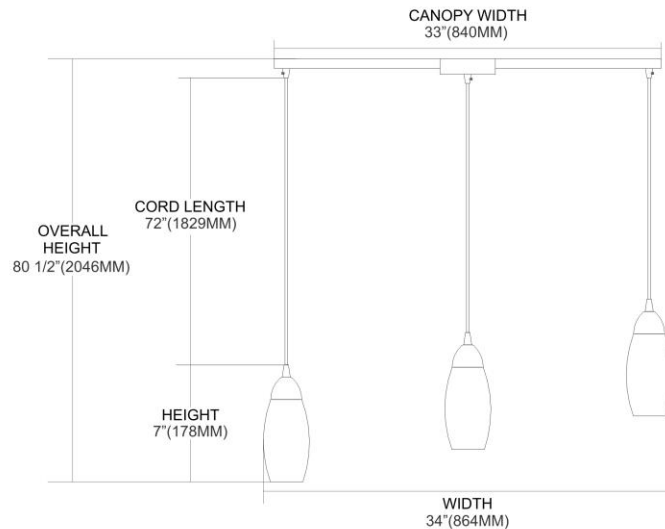 CANOPY WIDTH
33”(840MM)
CORD LENGTH
72”(1829MM)
OVERALL
HEIGHT
80 1/2”(2046MM)
HEIGHT
7”(178MM)
WIDTH
34”(864MM)